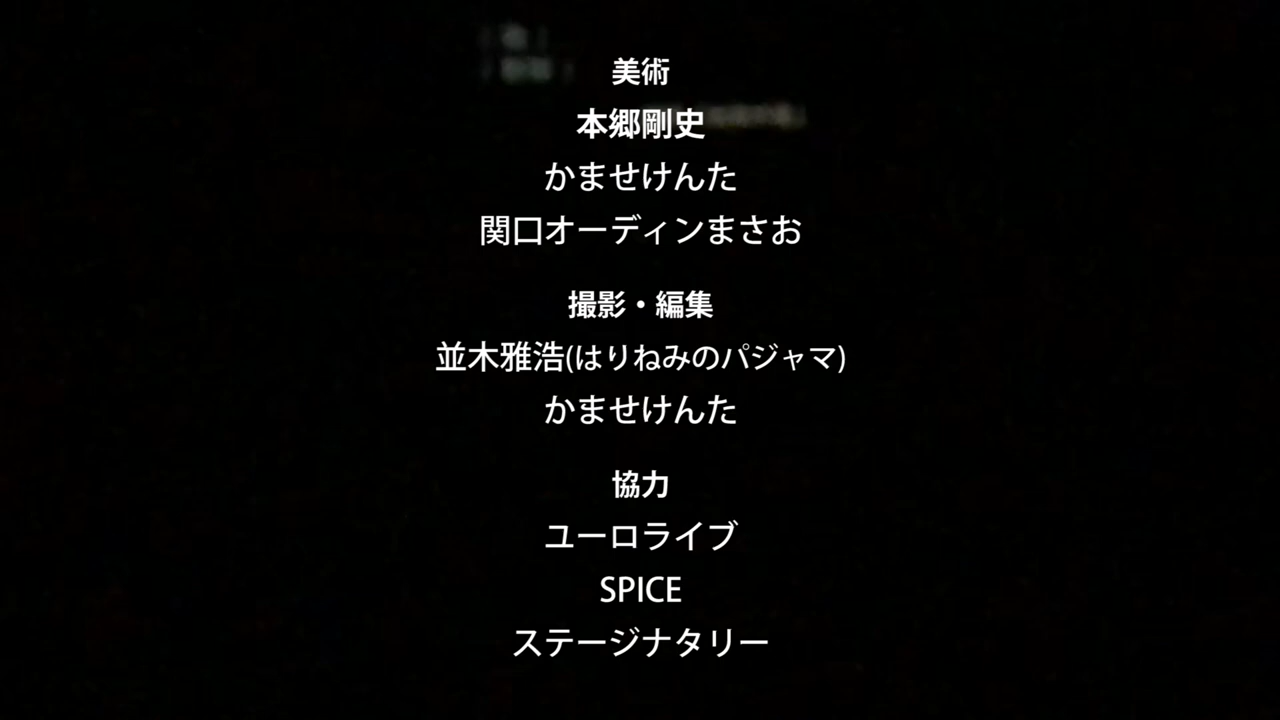 美術
本郷剛史
かませけんた
関口オーディンまさお
撮影・編集
並木雅浩(はりねみのパジャマ)
かませけんた
協力
ユーロライブ
SPICE
ステージナタリー